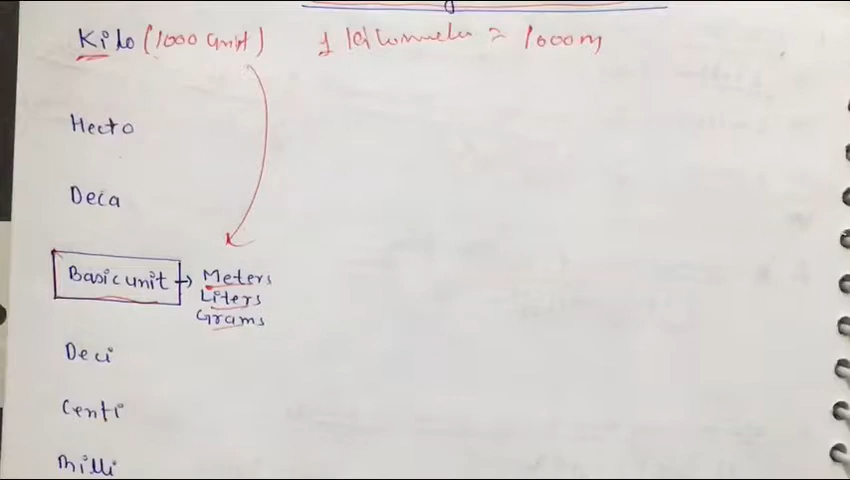 Kilo (1000 unit) 1 kilometer = 1000m
Hecto
Deca
Basic unit → Meters
Liters
Grams
Deci
Centi
Milli